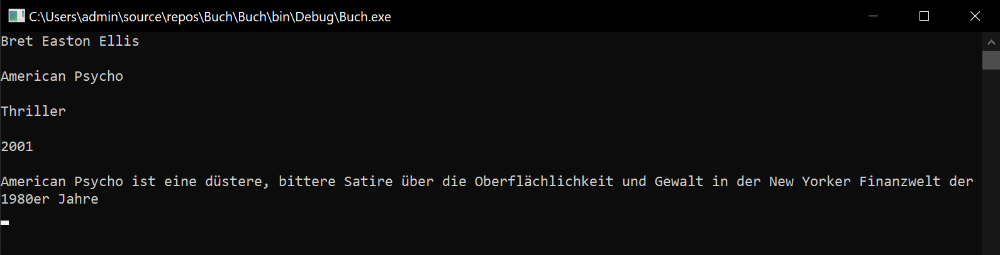 C:\Users\admin\source\repos\Buch\Buch\bin\Debug\Buch.exe
Bret Easton Ellis
American Psycho
Thriller
2001
American Psycho ist eine düstere, bittere Satire über die Oberflächlichkeit und Gewalt in der New Yorker Finanzwelt der
1980er Jahre